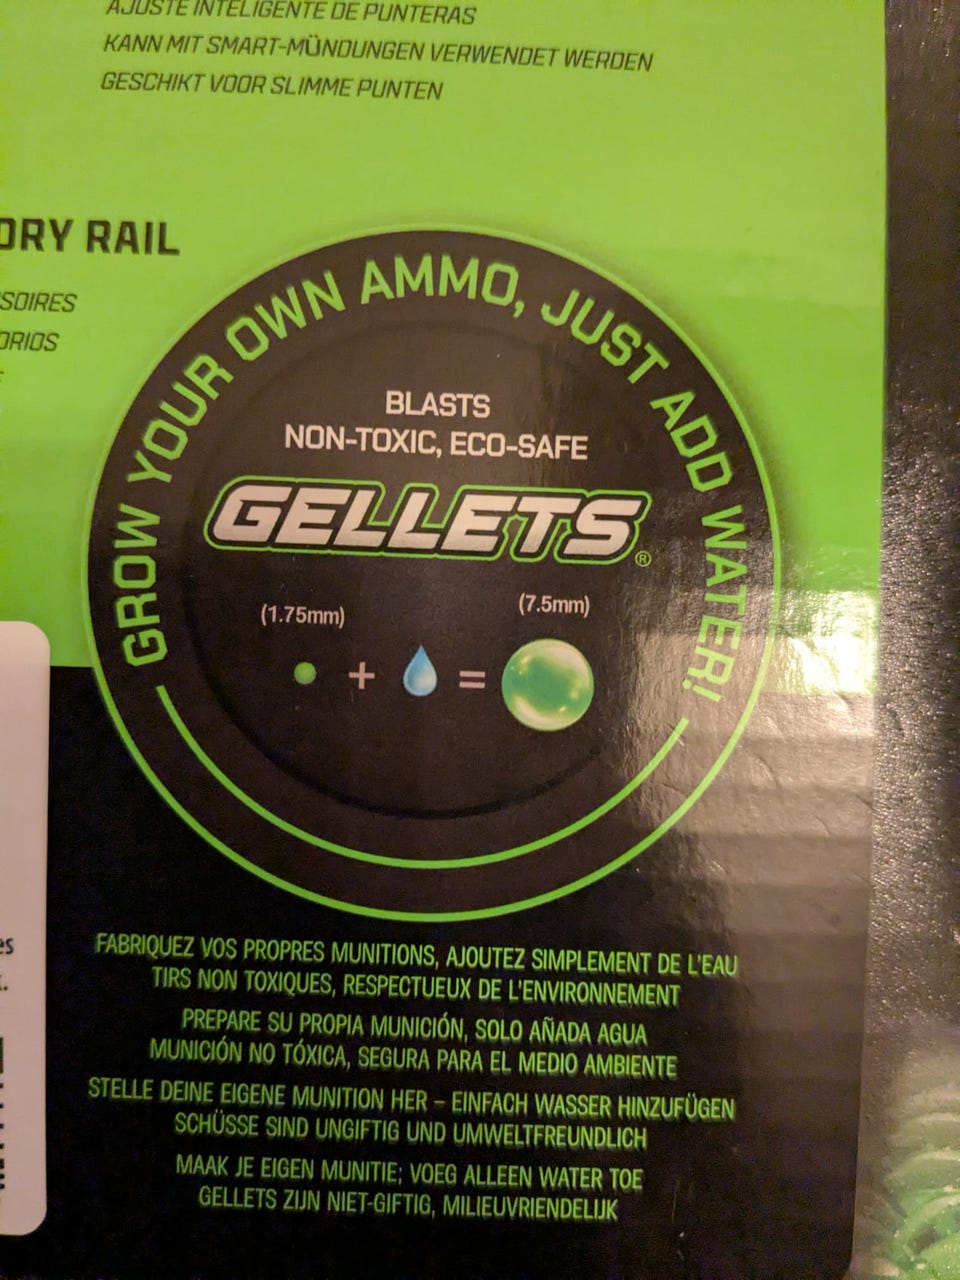 AJUSTE INTELIGENTE DE PUNTERAS
KANN MIT SMART-MÜNDUNGEN VERWENDET WERDEN
GESCHIKT VOOR SLIMME PUNTEN
ORY RAIL
SOIRES
ORIOS
GROW YOUR OWN AMMO, JUST ADD WATER!
BLASTS
NON-TOXIC, ECO-SAFE
GELLETS®
(1.75mm)
(7.5mm)
+ =
FABRIQUEZ VOS PROPRES MUNITIONS, AJOUTEZ SIMPLEMENT DE L'EAU
TIRS NON TOXIQUES, RESPECTUEUX DE L'ENVIRONNEMENT
PREPARE SU PROPIA MUNICIÓN, SOLO AÑADA AGUA
MUNICIÓN NO TÓXICA, SEGURA PARA EL MEDIO AMBIENTE
STELLE DEINE EIGENE MUNITION HER – EINFACH WASSER HINZUFÜGEN
SCHÜSSE SIND UNGIFTIG UND UMWELTFREUNDLICH
MAAK JE EIGEN MUNITIE; VOEG ALLEEN WATER TOE
GELLETS ZIJN NIET-GIFTIG, MILIEUVRIENDELIJK
es